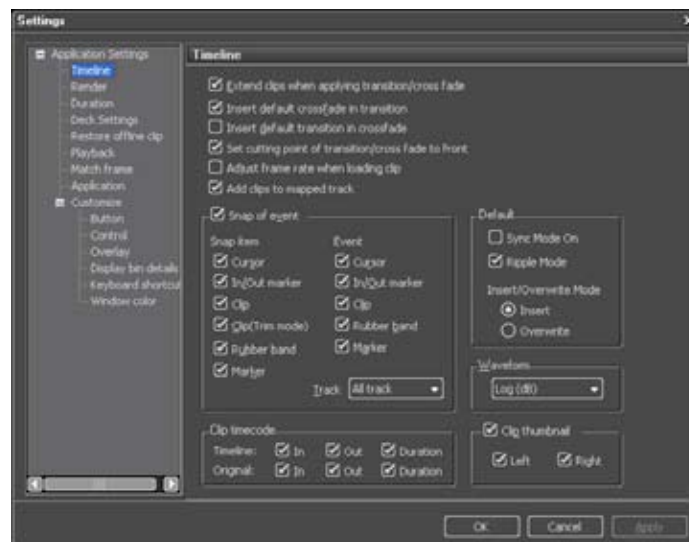 Settings
Application Settings
Timeline
Render
Duration
Deck Settings
Restore offline clip
Playback
Match frame
Application
Customize
Button
Control
Overlay
Display bin details
Keyboard shortcut
Window color
Timeline
Extend clips when applying transition/cross fade
Insert default crossfade in transition
Insert default transition in crossfade
Set cutting point of transition/cross fade to front
Adjust frame rate when loading clip
Add clips to mapped track
Snap of event
Snap item
Event
Cursor
Cursor
In/Out marker
In/Out marker
Clip
Clip
Clip(Trim mode)
Rubber band
Rubber band
Marker
Marker
Track
All track
Default
Sync Mode On
Ripple Mode
Insert/Overwrite Mode
Insert
Overwrite
Waveform
Log (dB)
Clip timecode
Timeline: In Out Duration
Original: In Out Duration
Clip thumbnail
Left Right
OK Cancel Apply